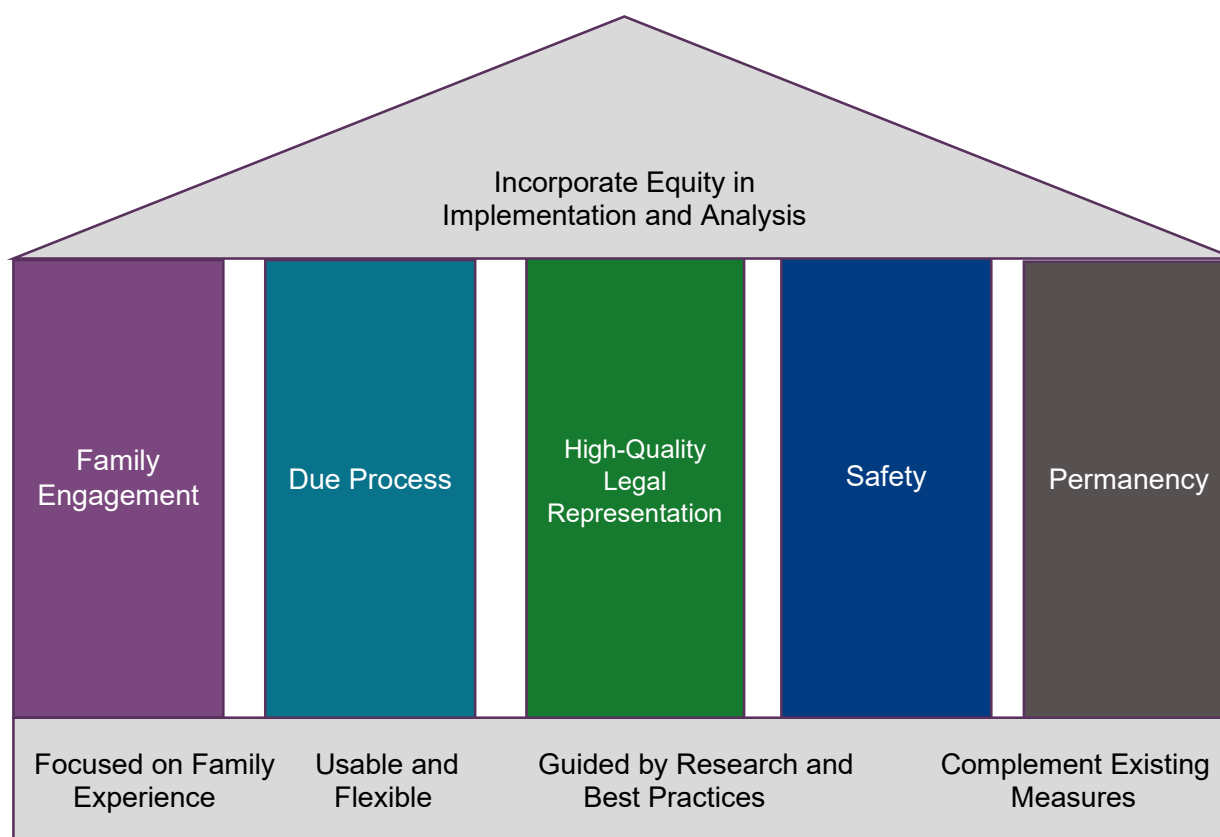 Incorporate Equity in
Implementation and Analysis
Family
Engagement
Due Process
High-Quality
Legal
Representation
Safety
Permanency
Focused on Family
Experience
Usable and
Flexible
Guided by Research and
Best Practices
Complement Existing
Measures